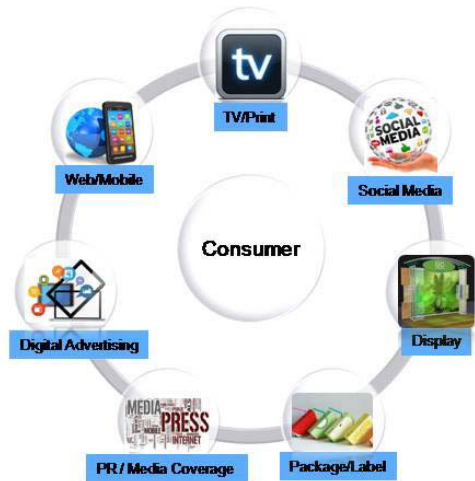 tv
TV/Print
SOCIAL
MEDIA
Social Media
Web/Mobile
Consumer
Digital Advertising
Display
MEDIA
PRESS
MOBILE
INTERNET
PR / Media Coverage
Package/Label